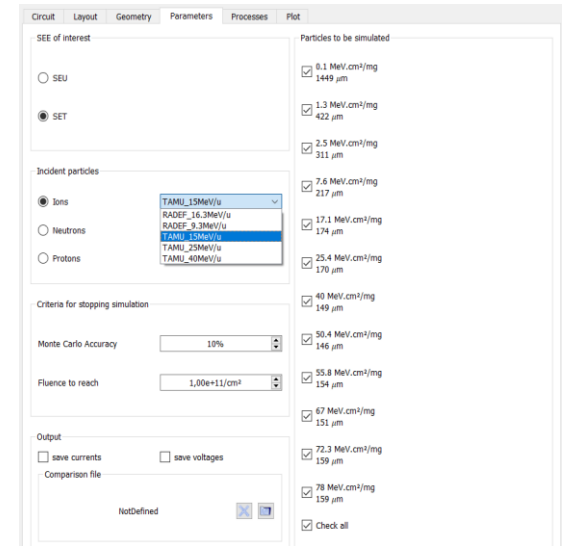 Circuit Layout Geometry Parameters Processes Plot
SEE of interest
SEU
SET
Incident particles
Ions TAMU_15MeV/u
RADEF_16.3MeV/u
RADEF_9.3MeV/u
TAMU_15MeV/u
TAMU_25MeV/u
TAMU_40MeV/u
Neutrons
Protons
Criteria for stopping simulation
Monte Carlo Accuracy 10%
Fluence to reach 1,00e+11/cm²
Output
save currents save voltages
Comparison file
NotDefined
Particles to be simulated
0.1 MeV.cm²/mg
1449 μm
1.3 MeV.cm²/mg
422 μm
2.5 MeV.cm²/mg
311 μm
7.6 MeV.cm²/mg
217 μm
17.1 MeV.cm²/mg
174 μm
25.4 MeV.cm²/mg
170 μm
40 MeV.cm²/mg
149 μm
50.4 MeV.cm²/mg
146 μm
55.8 MeV.cm²/mg
154 μm
67 MeV.cm²/mg
151 μm
72.3 MeV.cm²/mg
159 μm
78 MeV.cm²/mg
159 μm
Check all